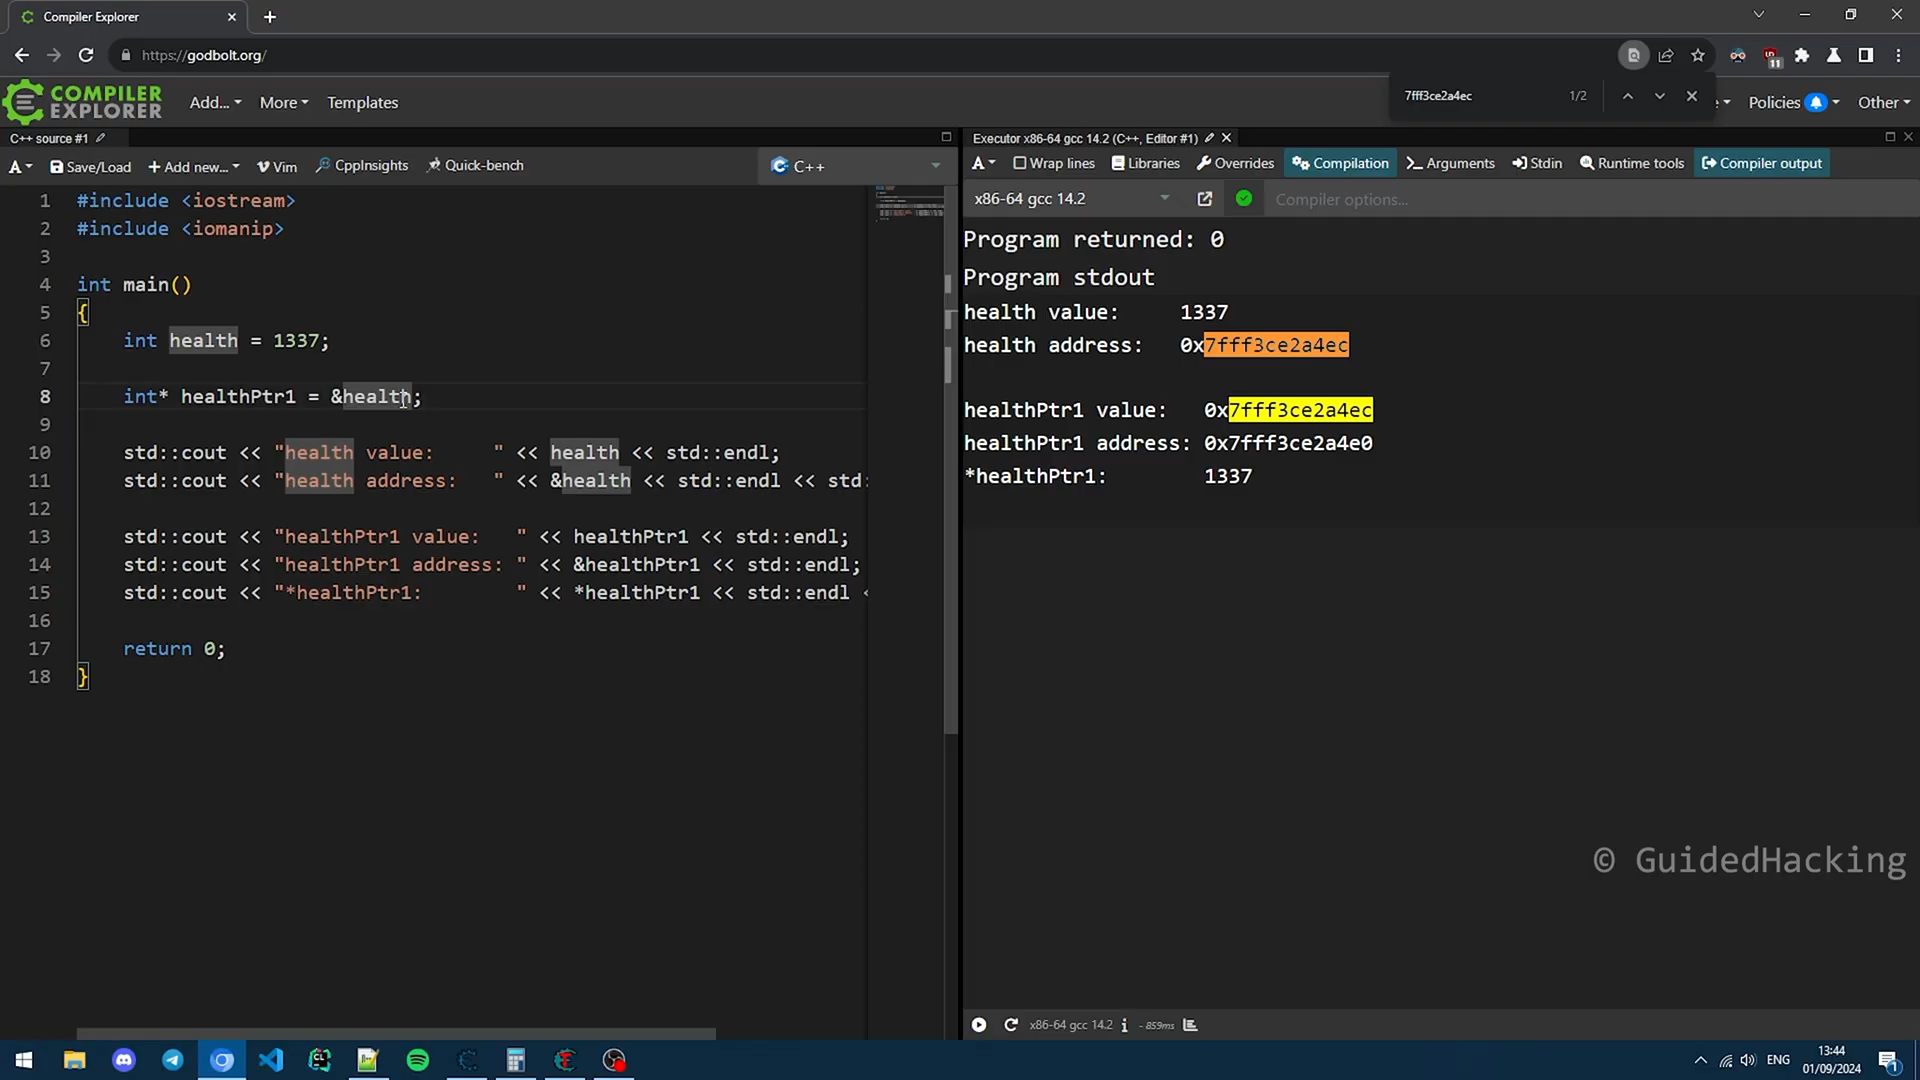 Compiler Explorer
https://godbolt.org/
11
7fff3ce2a4ec 1/2
COMPILER
EXPLORER
Add... More Templates
Policies Other
C++ source #1
Executor x86-64 gcc 14.2 (C++, Editor #1)
A Save/Load + Add new... Vim CppInsights Quick-bench
C++
A Wrap lines Libraries Overrides Compilation Arguments Stdin Runtime tools Compiler output
x86-64 gcc 14.2
Compiler options...
1 #include <iostream>
2 #include <iomanip>
3
4 int main()
5 {
6 int health = 1337;
7
8 int* healthPtr1 = &health;
9
10 std::cout << "health value:     " << health << std::endl;
11 std::cout << "health address:   " << &health << std::endl << std:
12
13 std::cout << "healthPtr1 value:   " << healthPtr1 << std::endl;
14 std::cout << "healthPtr1 address: " << &healthPtr1 << std::endl;
15 std::cout << "*healthPtr1:        " << *healthPtr1 << std::endl <
16
17 return 0;
18 }
Program returned: 0
Program stdout
health value:     1337
health address:   0x7fff3ce2a4ec
healthPtr1 value:   0x7fff3ce2a4ec
healthPtr1 address: 0x7fff3ce2a4e0
*healthPtr1:        1337
© GuidedHacking
x86-64 gcc 14.2 i - 859ms
ENG
13:44
01/09/2024
1